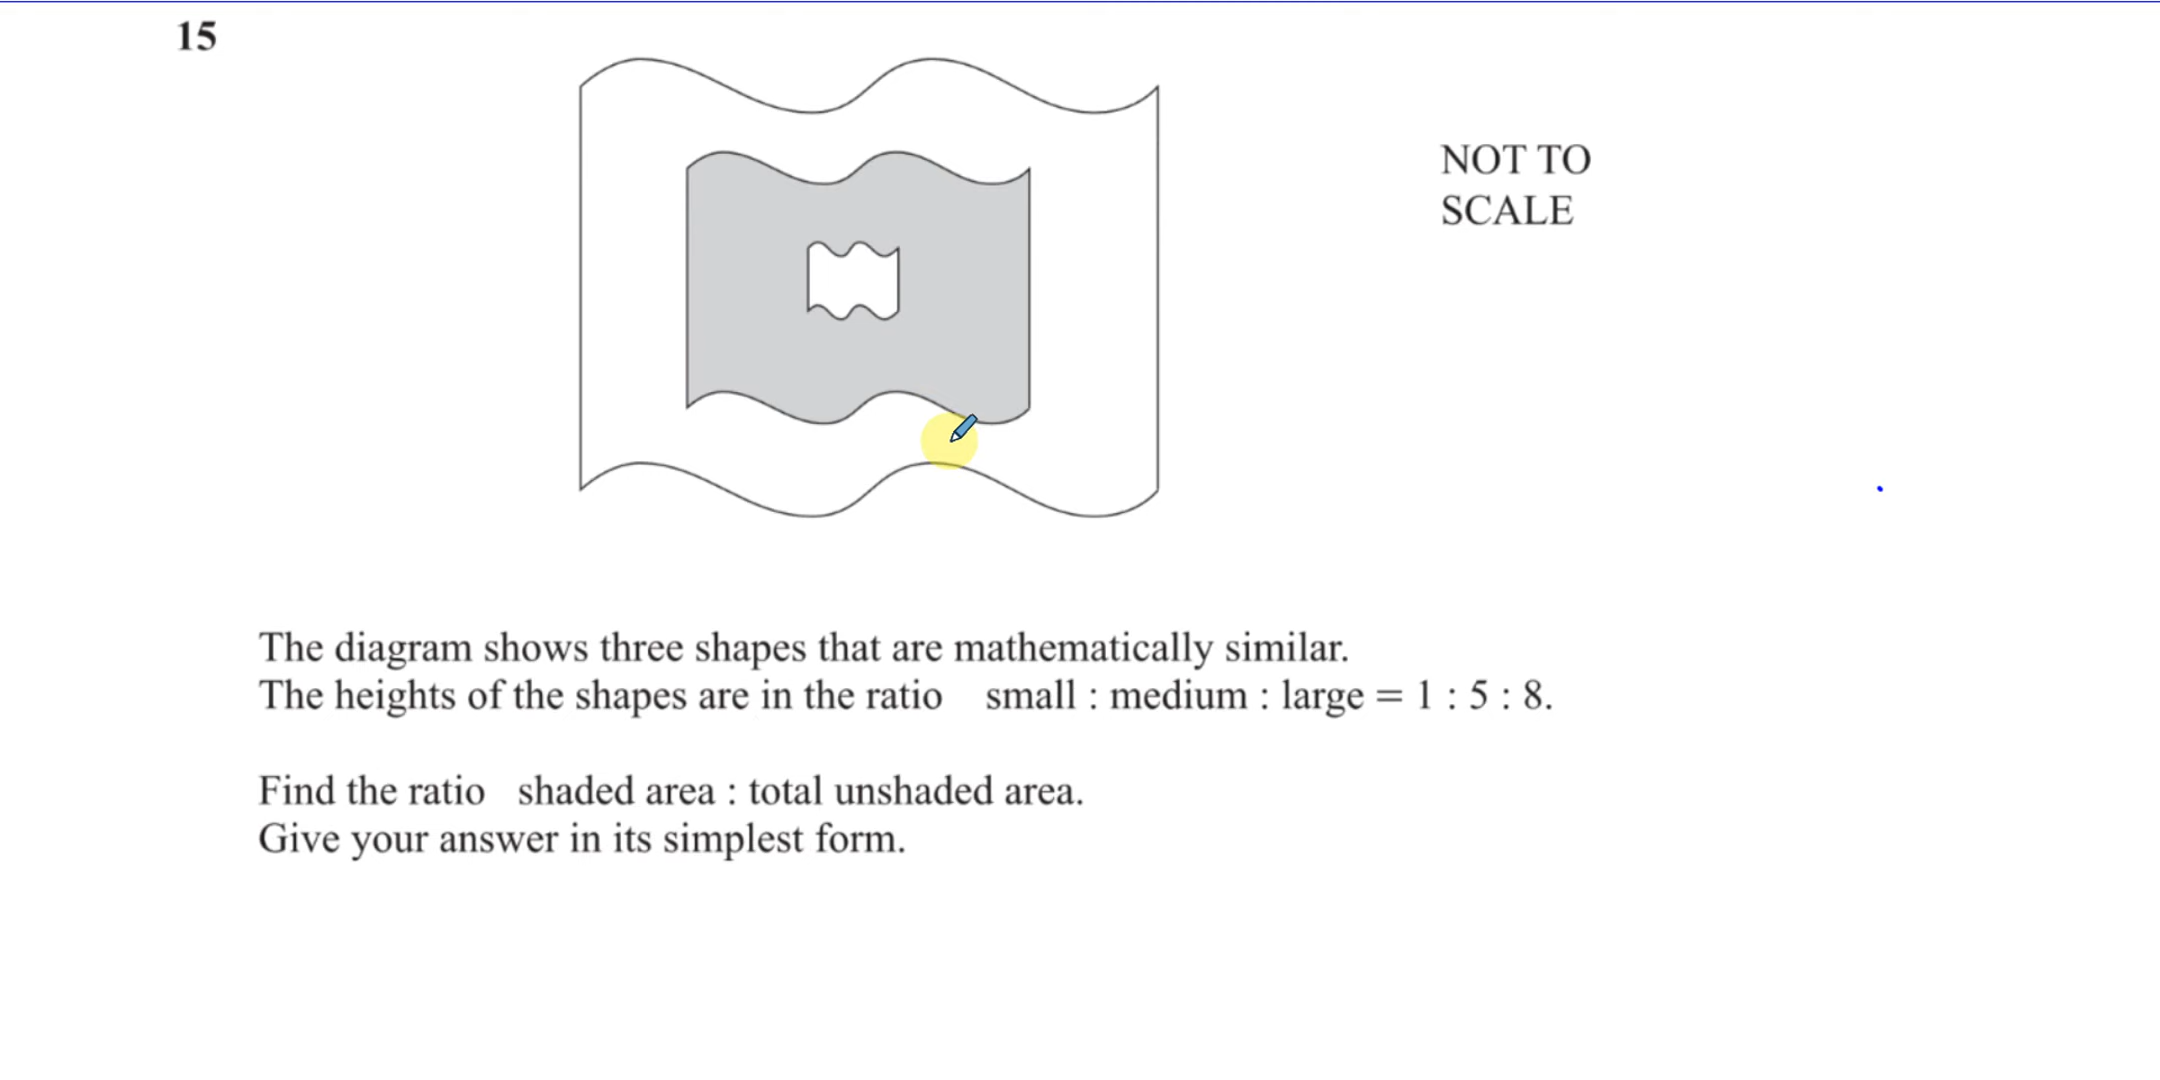 15
NOT TO
SCALE
The diagram shows three shapes that are mathematically similar.
The heights of the shapes are in the ratio small : medium : large = 1 : 5 : 8.
Find the ratio shaded area : total unshaded area.
Give your answer in its simplest form.